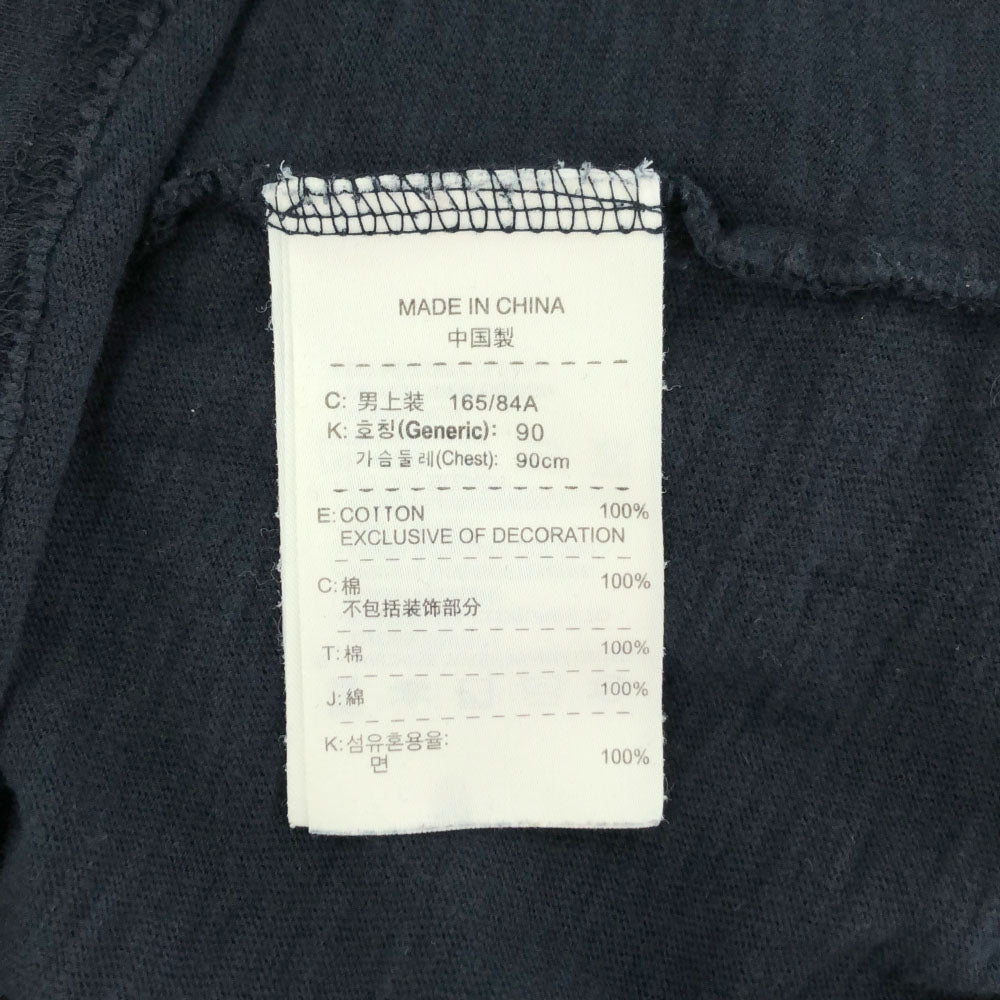 MADE IN CHINA
中国製
C: 男上装 165/84A
K: 호칭(Generic): 90
가슴둘레(Chest): 90cm
E: COTTON 100%
EXCLUSIVE OF DECORATION
C: 棉 100%
不包括装饰部分
T: 棉 100%
J: 綿 100%
K: 섬유혼용율:
면 100%